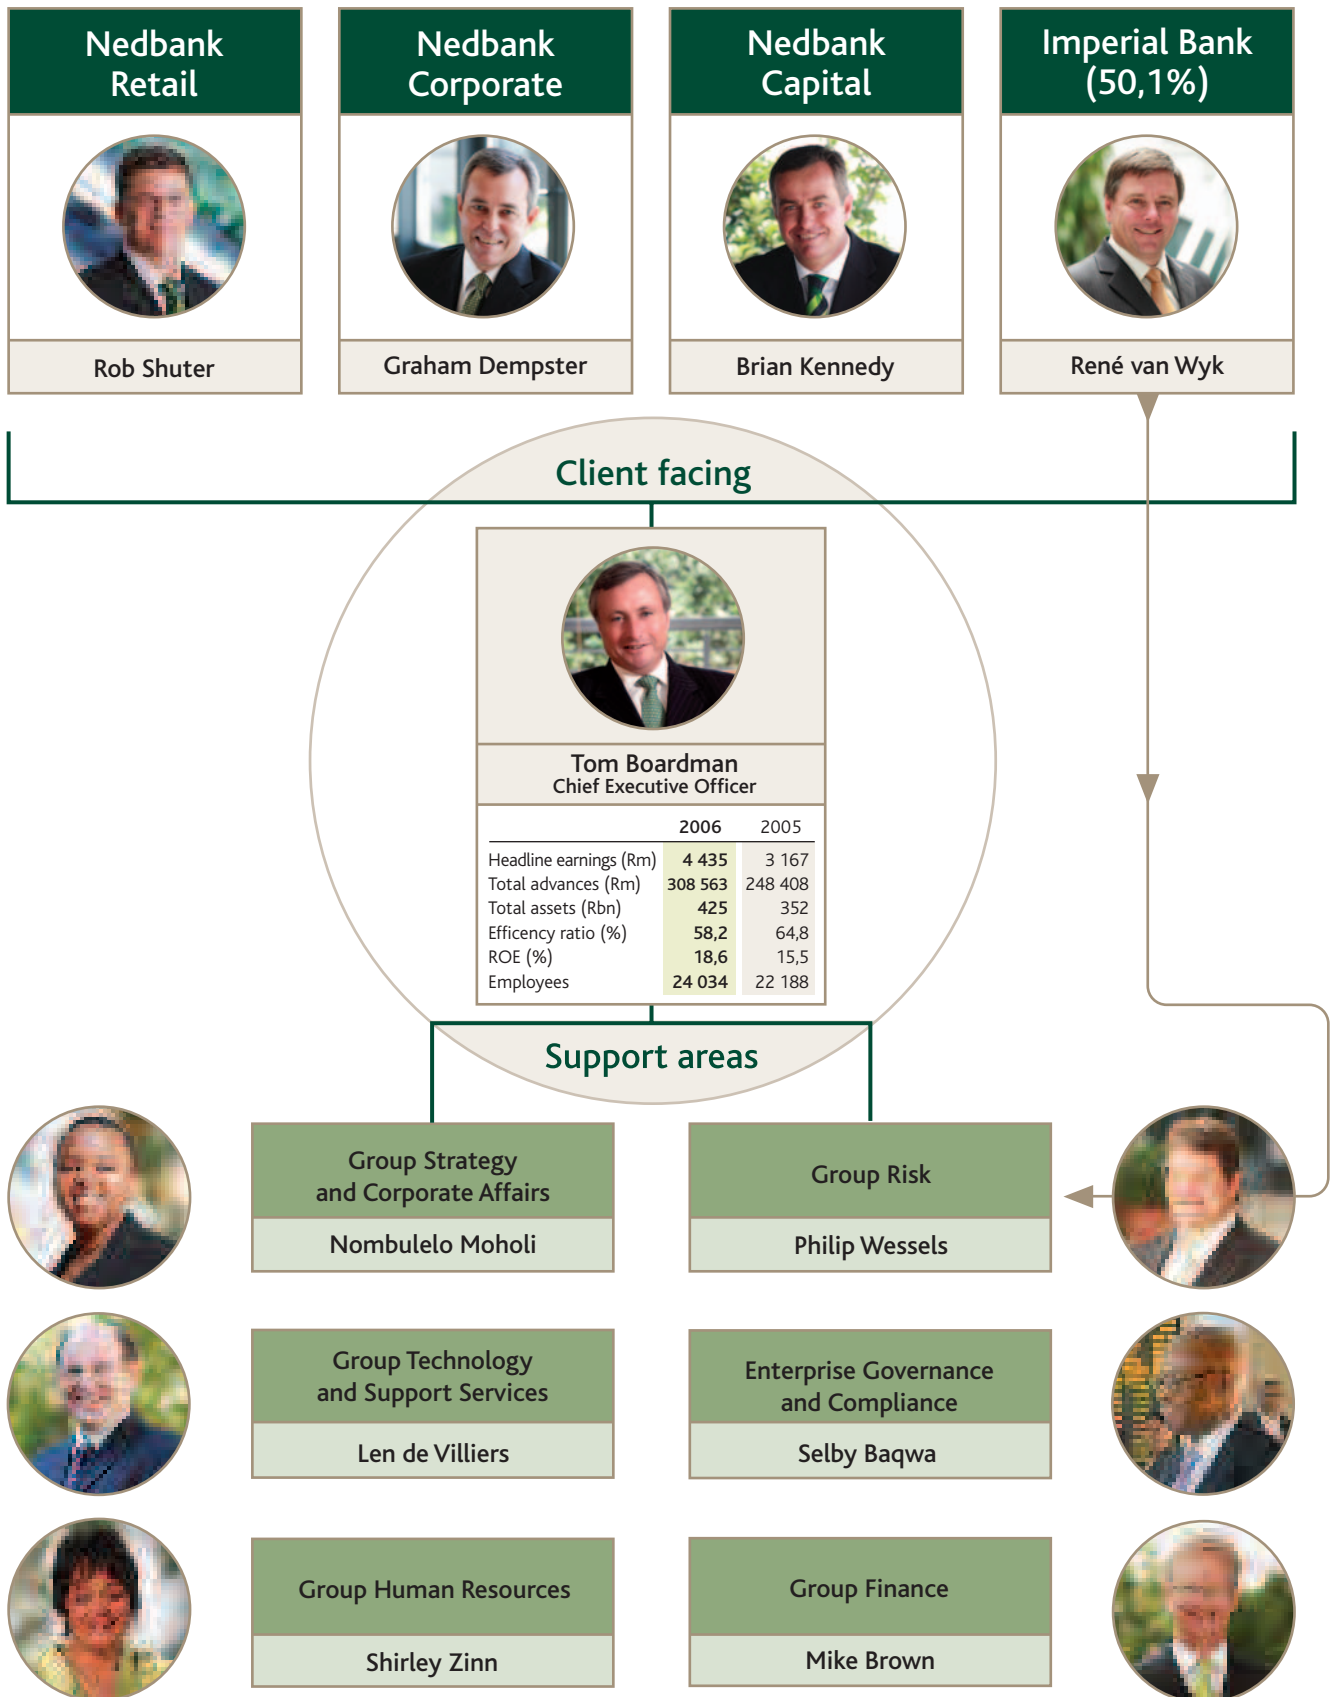 Nedbank
Retail
Nedbank
Corporate
Nedbank
Capital
Imperial Bank
(50,1%)
Rob Shuter
Graham Dempster
Brian Kennedy
René van Wyk
Client facing
Tom Boardman
Chief Executive Officer
2006 2005
Headline earnings (Rm) 4 435 3 167
Total advances (Rm) 308 563 248 408
Total assets (Rbn) 425 352
Efficency ratio (%) 58,2 64,8
ROE (%) 18,6 15,5
Employees 24 034 22 188
Support areas
Group Strategy
and Corporate Affairs
Nombulelo Moholi
Group Risk
Philip Wessels
Group Technology
and Support Services
Len de Villiers
Enterprise Governance
and Compliance
Selby Baqwa
Group Human Resources
Shirley Zinn
Group Finance
Mike Brown